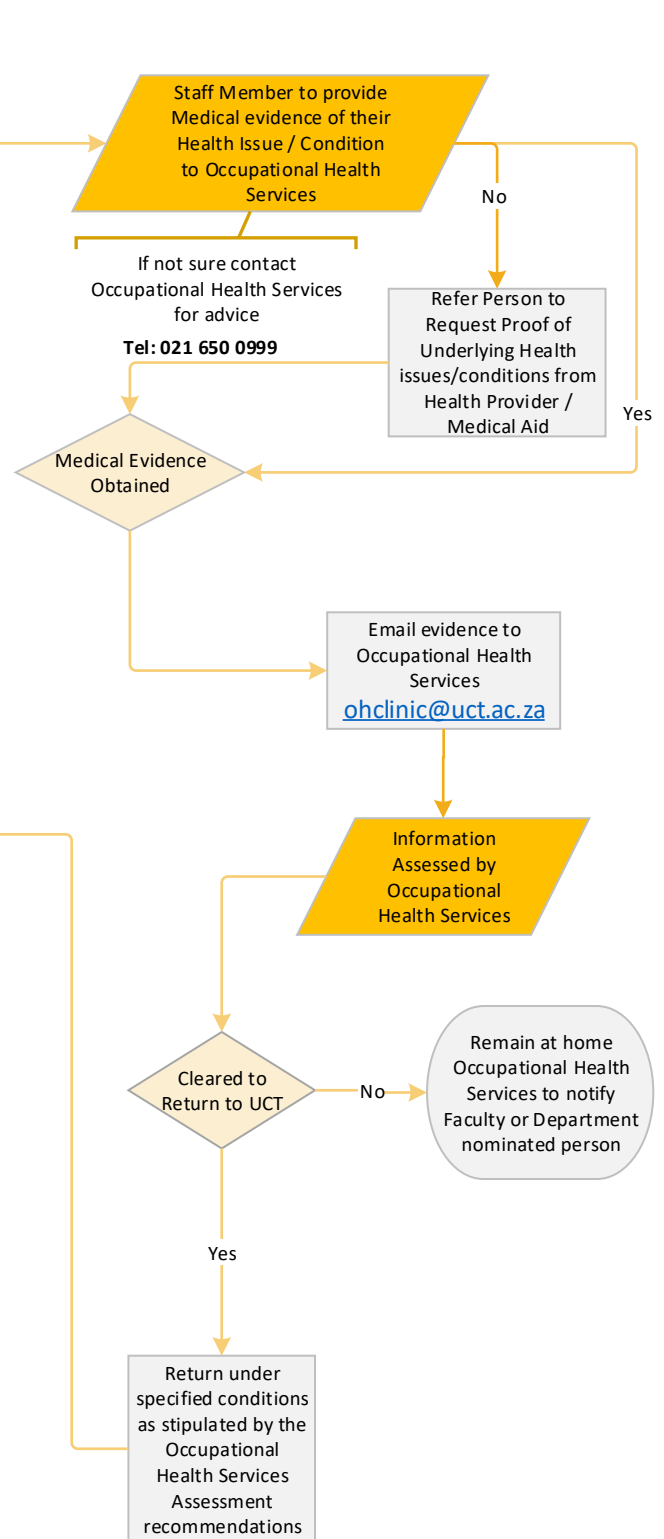 Staff Member to provide
Medical evidence of their
Health Issue / Condition
to Occupational Health
Services
No
If not sure contact
Occupational Health Services
for advice
Tel: 021 650 0999
Refer Person to
Request Proof of
Underlying Health
issues/conditions from
Health Provider /
Medical Aid
Yes
Medical Evidence
Obtained
Email evidence to
Occupational Health
Services
ohclinic@uct.ac.za
Information
Assessed by
Occupational
Health Services
Cleared to
Return to UCT
No
Remain at home
Occupational Health
Services to notify
Faculty or Department
nominated person
Yes
Return under
specified conditions
as stipulated by the
Occupational
Health Services
Assessment
recommendations